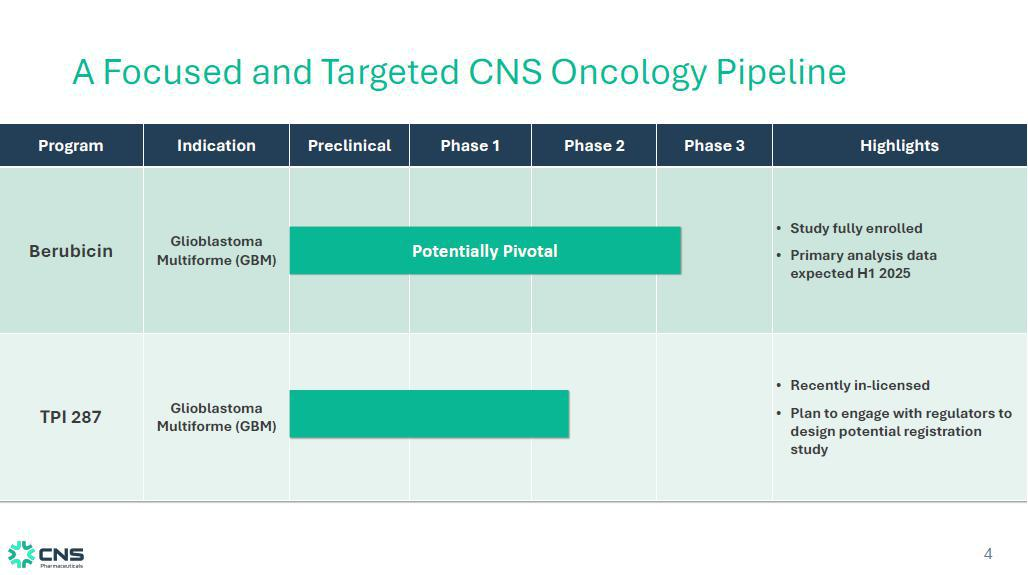 A Focused and Targeted CNS Oncology Pipeline
Program
Indication
Preclinical
Phase 1
Phase 2
Phase 3
Highlights
Berubicin
Glioblastoma
Multiforme (GBM)
Potentially Pivotal
• Study fully enrolled
• Primary analysis data
expected H1 2025
TPI 287
Glioblastoma
Multiforme (GBM)
• Recently in-licensed
• Plan to engage with regulators to
design potential registration
study
CNS
Pharmaceuticals
4